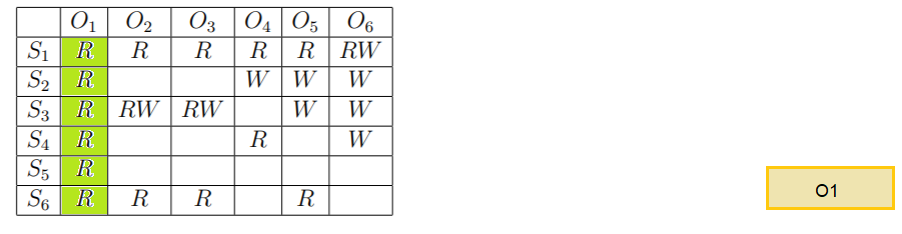 O1 O2 O3 O4 O5 O6
S1 R R R R R RW
S2 R W W W
S3 R RW RW W W
S4 R R W
S5 R
S6 R R R R
O1